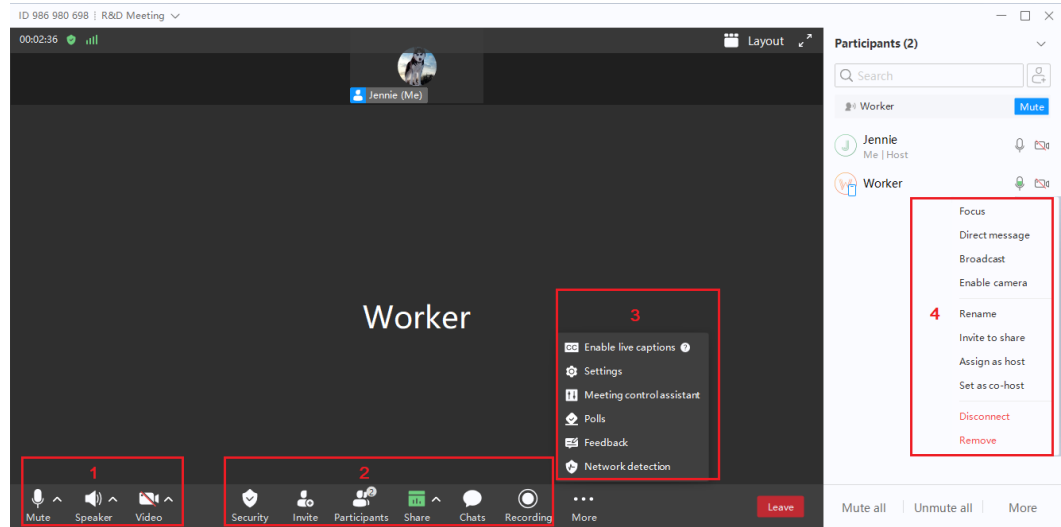 ID 986 980 698 | R&D Meeting
00:02:36
Layout
Jennie (Me)
Worker
3
CC Enable live captions ?
Settings
Meeting control assistant
Polls
Feedback
Network detection
1
Mute Speaker Video
2
Security Invite Participants 2 Share Chats Recording
More
Leave
Participants (2)
Search
Worker Mute
J Jennie
Me | Host
W Worker
4
Focus
Direct message
Broadcast
Enable camera
Rename
Invite to share
Assign as host
Set as co-host
Disconnect
Remove
Mute all Unmute all More